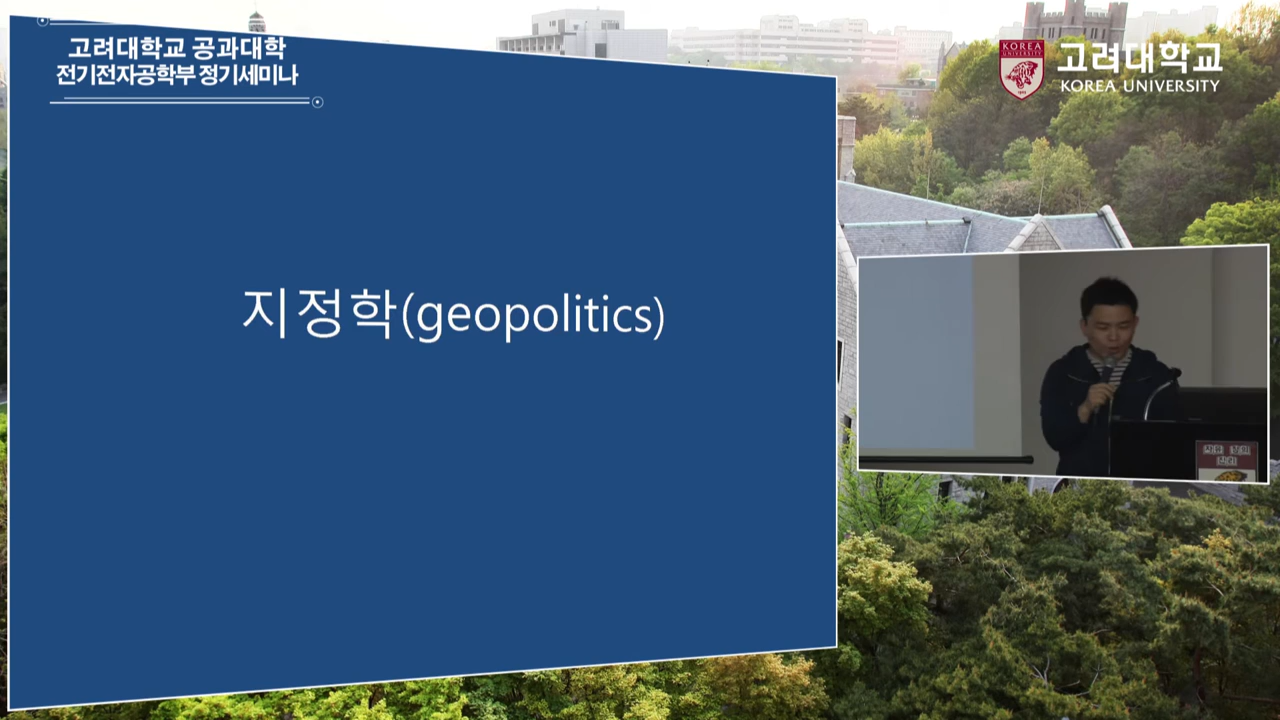 고려대학교 공과대학
전기전자공학부 정기세미나
KOREA
UNIVERSITY
고려대학교
KOREA UNIVERSITY
지정학(geopolitics)